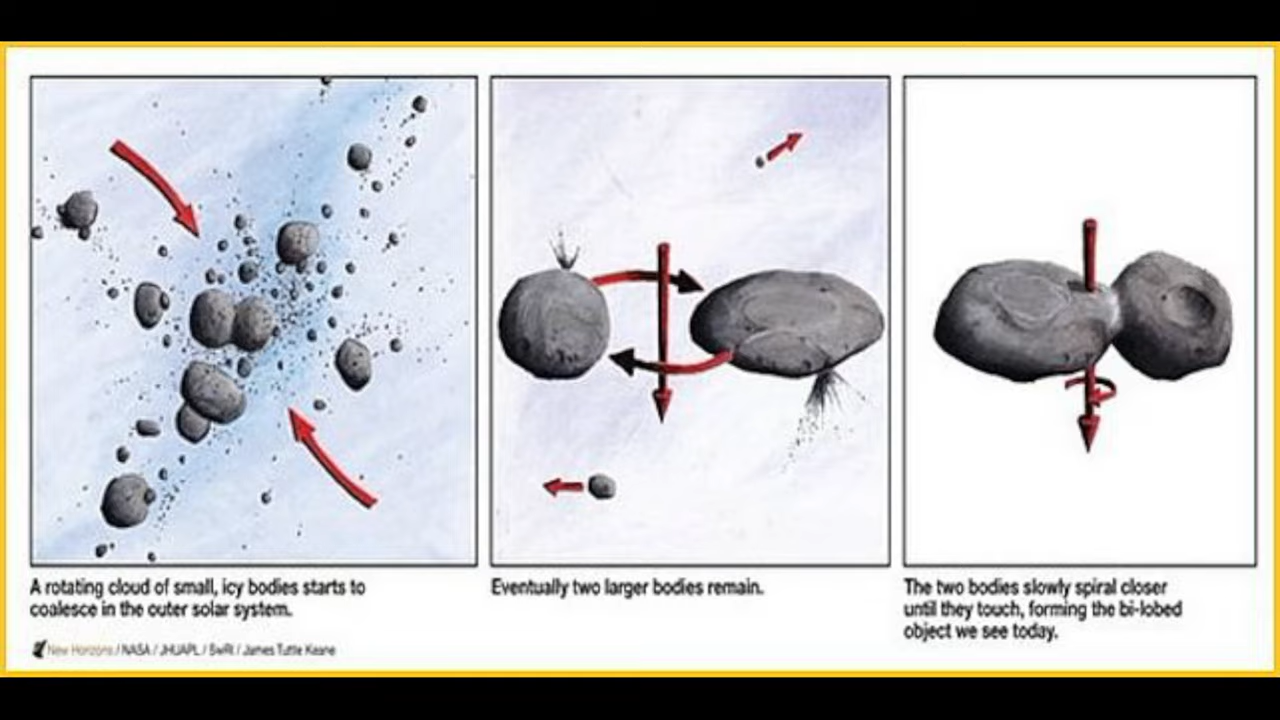 A rotating cloud of small, icy bodies starts to
coalesce in the outer solar system.
Eventually two larger bodies remain.
The two bodies slowly spiral closer
until they touch, forming the bi-lobed
object we see today.
New Horizons / NASA / JHUAPL / SwRI / James Tuttle Keane